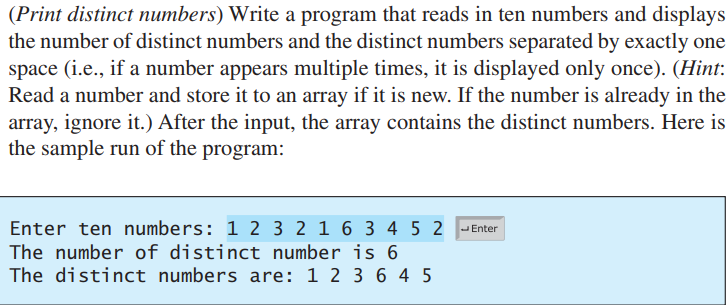 (Print distinct numbers) Write a program that reads in ten numbers and displays
the number of distinct numbers and the distinct numbers separated by exactly one
space (i.e., if a number appears multiple times, it is displayed only once). (Hint:
Read a number and store it to an array if it is new. If the number is already in the
array, ignore it.) After the input, the array contains the distinct numbers. Here is
the sample run of the program:
Enter ten numbers: 1 2 3 2 1 6 3 4 5 2 ↵Enter
The number of distinct number is 6
The distinct numbers are: 1 2 3 6 4 5